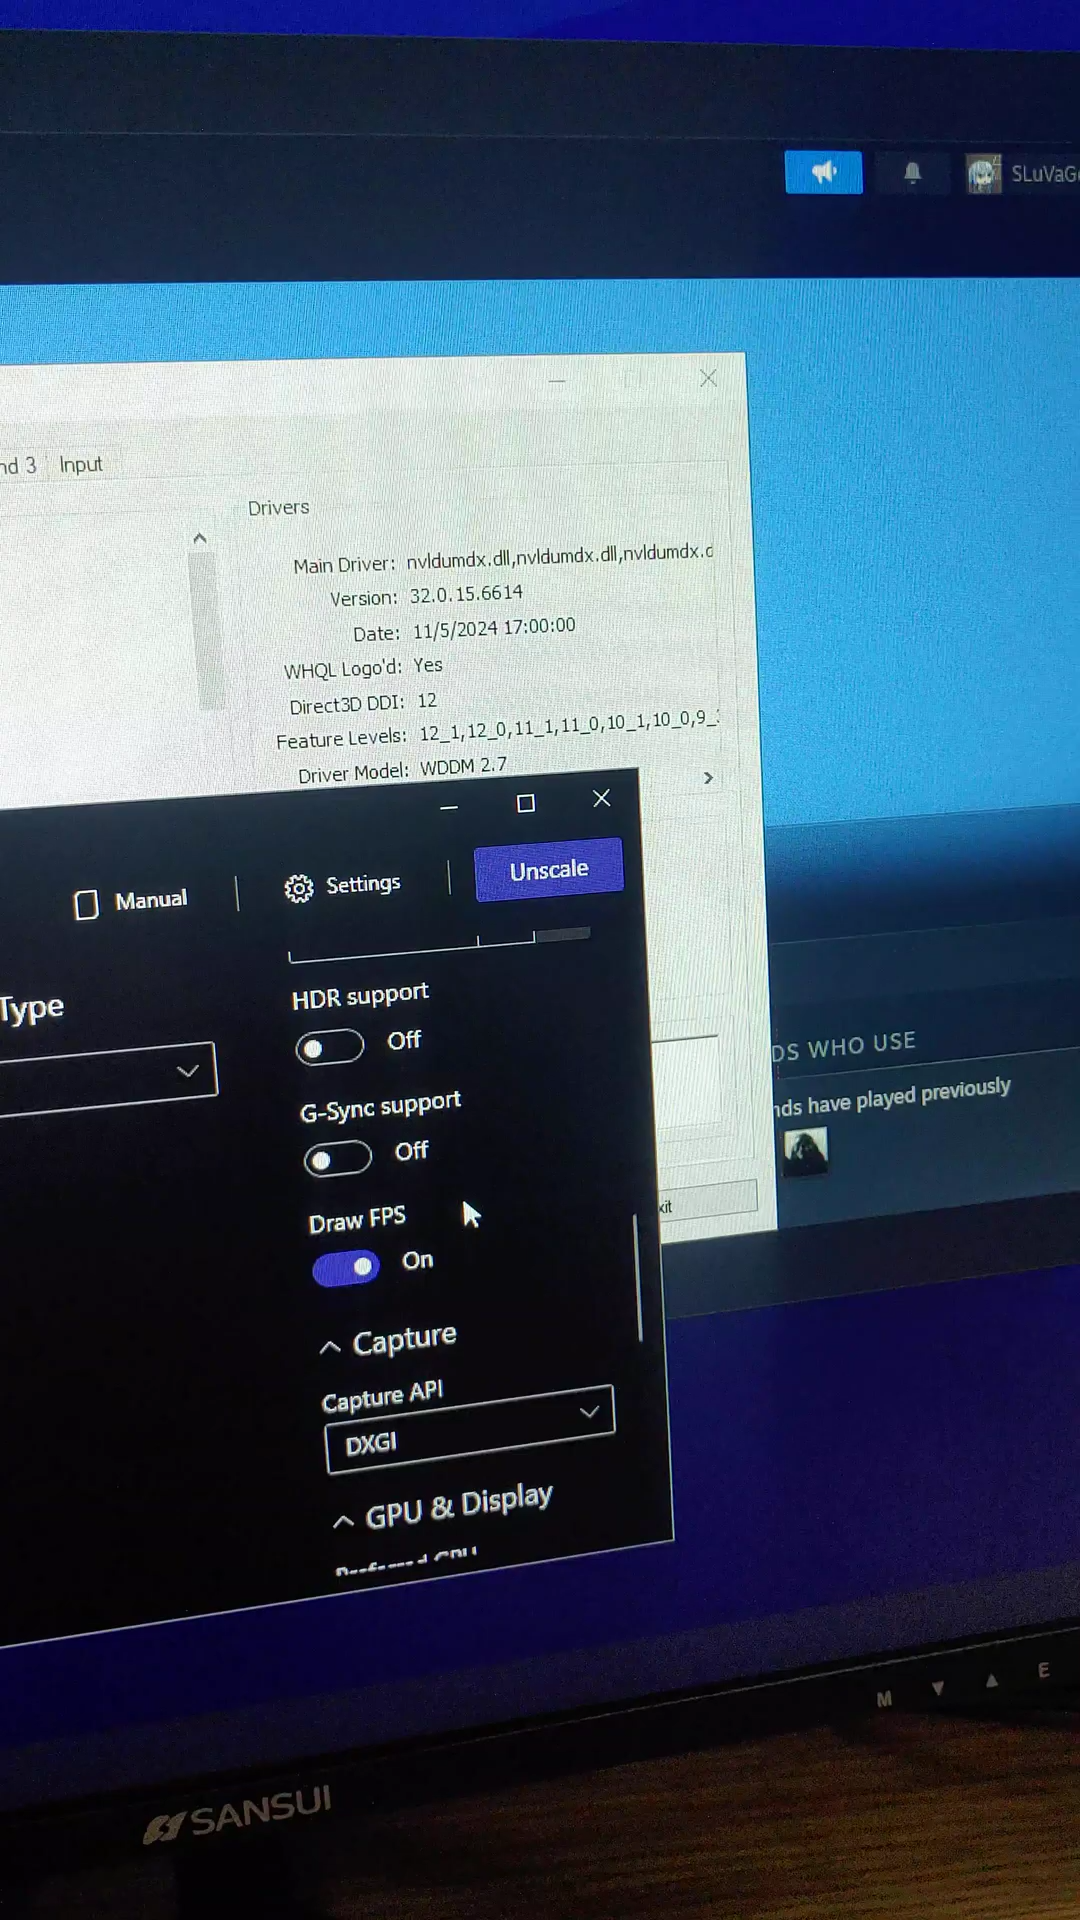 SLuVaG
nd 3 Input
Drivers
Main Driver: nvldumdx.dll,nvldumdx.dll,nvldumdx.d
Version: 32.0.15.6614
Date: 11/5/2024 17:00:00
WHQL Logo'd: Yes
Direct3D DDI: 12
Feature Levels: 12_1,12_0,11_1,11_0,10_1,10_0,9_
Driver Model: WDDM 2.7
Manual
Settings
Unscale
Type
HDR support
Off
G-Sync support
Off
Draw FPS
On
Capture
Capture API
DXGI
GPU & Display
DS WHO USE
nds have played previously
xit
M ▼ ▲ E
SANSUI